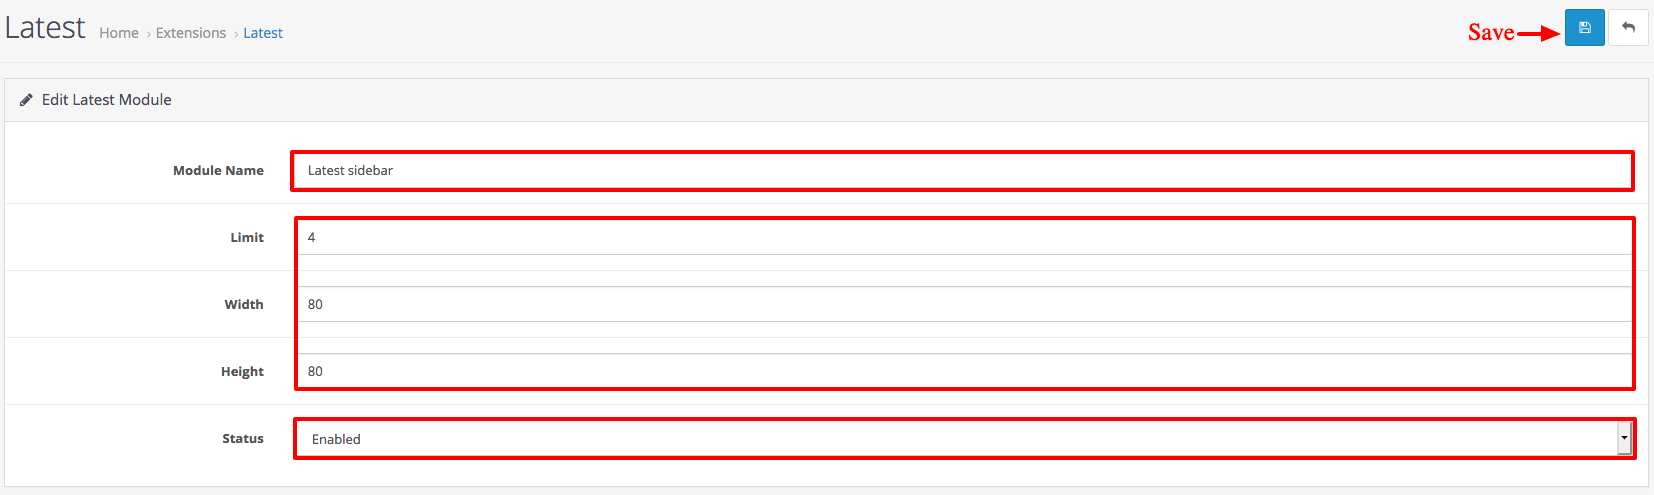 Latest Home › Extensions › Latest
Save
Edit Latest Module
Module Name Latest sidebar
Limit 4
Width 80
Height 80
Status Enabled